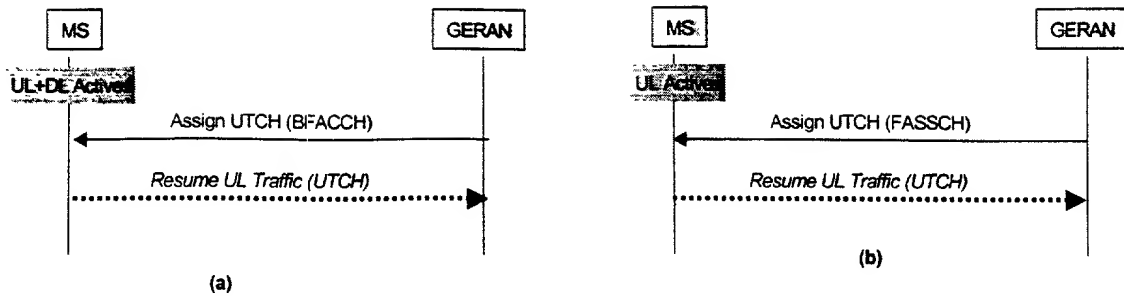 MS
GERAN
UL+DL Active
Assign UTCH (BFACCH)
Resume UL Traffic (UTCH)
(a)
MS
GERAN
UL Active
Assign UTCH (FASSCH)
Resume UL Traffic (UTCH)
(b)